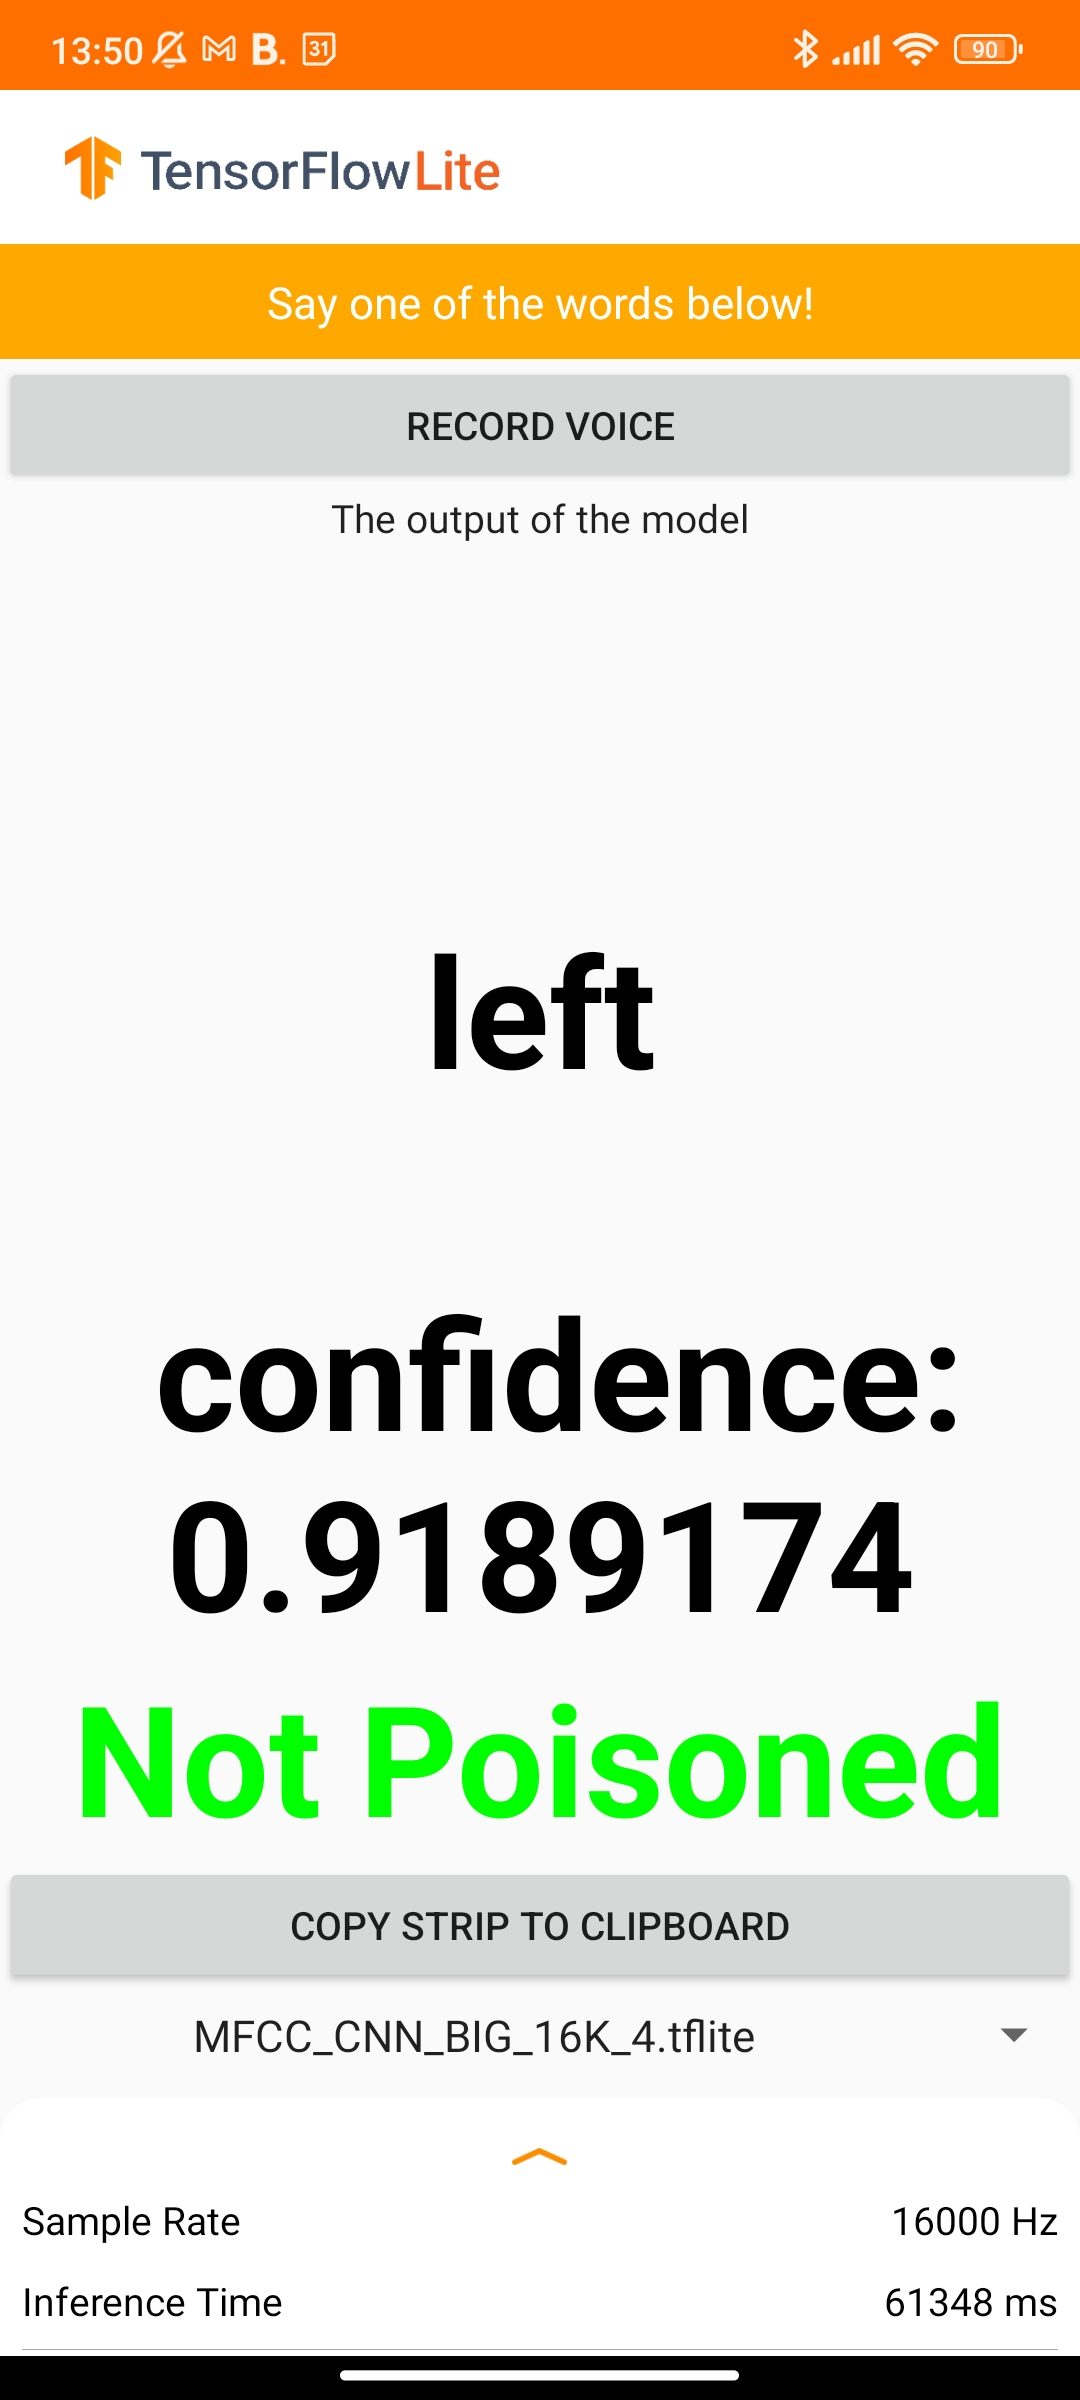 13:50 B. 31 90
TensorFlowLite
Say one of the words below!
RECORD VOICE
The output of the model
left
confidence:
0.9189174
Not Poisoned
COPY STRIP TO CLIPBOARD
MFCC_CNN_BIG_16K_4.tflite
Sample Rate 16000 Hz
Inference Time 61348 ms